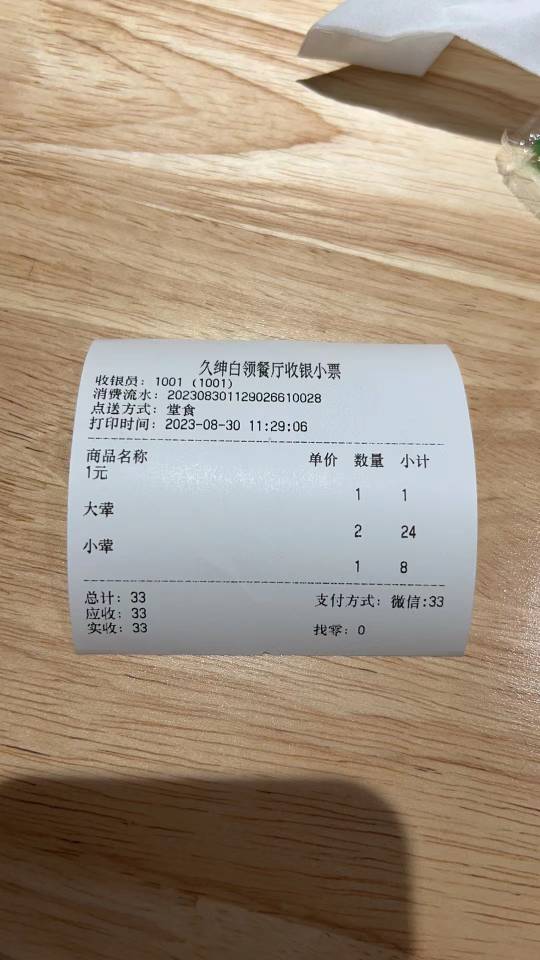 久绅白领餐厅收银小票
收银员: 1001 (1001)
消费流水: 202308301129026610028
点送方式: 堂食
打印时间: 2023-08-30 11:29:06
商品名称 单价 数量 小计
1元
1 1
大荤
2 24
小荤
1 8
总计: 33 支付方式: 微信:33
应收: 33
实收: 33 找零: 0